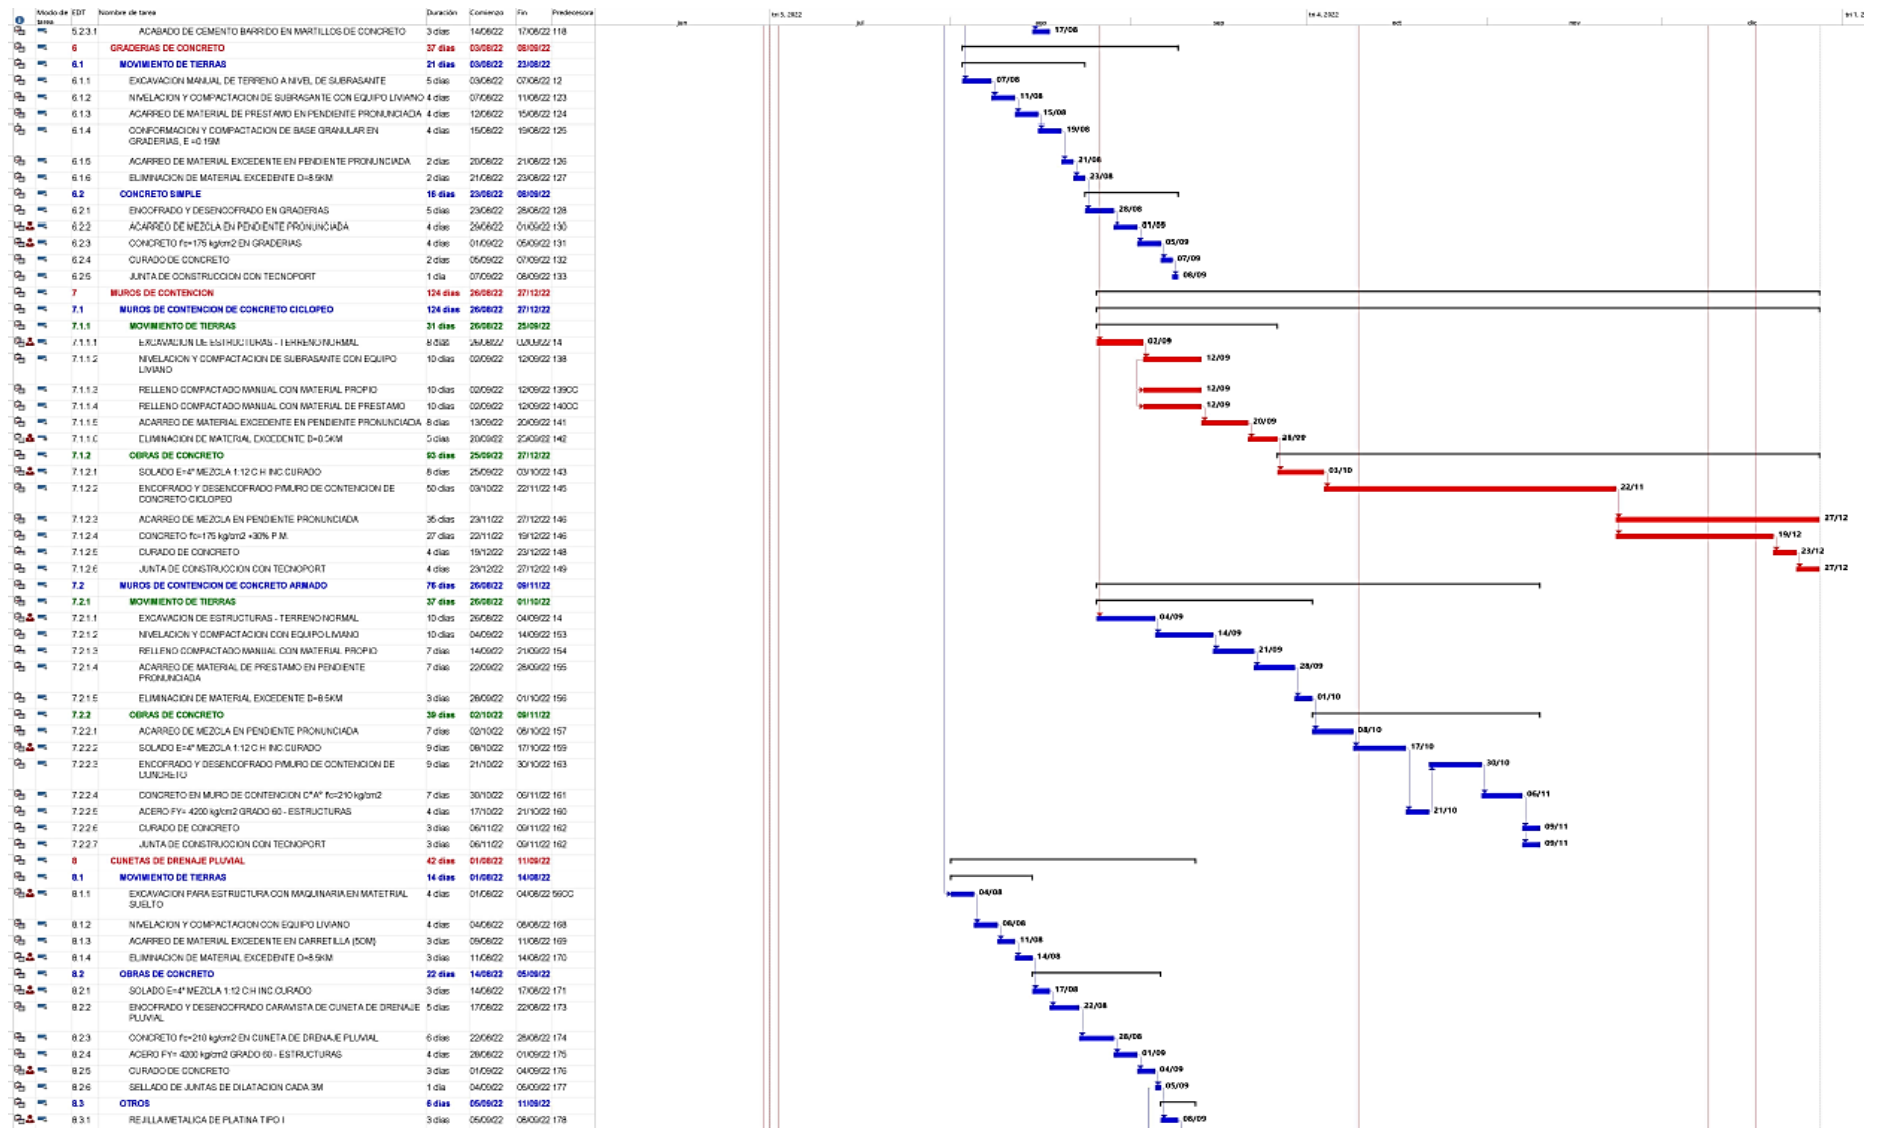 Modo de tarea EDT Nombre de tarea Duración Comienzo Fin Predecesora
tri 3, 2022 tri 4, 2022 tri 1, 2
jun jul ago sep oct nov dic
5.2.3.1 ACABADO DE CEMENTO BARRIDO EN MARTILLOS DE CONCRETO 3 días 14/08/22 17/08/22 118 17/08
6 GRADERIAS DE CONCRETO 37 días 03/08/22 08/09/22
6.1 MOVIMIENTO DE TIERRAS 21 días 03/08/22 23/08/22
6.1.1 EXCAVACION MANUAL DE TERRENO A NIVEL DE SUBRASANTE 5 días 03/08/22 07/08/22 12 07/08
6.1.2 NIVELACION Y COMPACTACION DE SUBRASANTE CON EQUIPO LIVIANO 4 días 07/08/22 11/08/22 123 11/08
6.1.3 ACARREO DE MATERIAL DE PRESTAMO EN PENDIENTE PRONUNCIADA 4 días 12/08/22 15/08/22 124 15/08
6.1.4 CONFORMACION Y COMPACTACION DE BASE GRANULAR EN 4 días 15/08/22 19/08/22 125 19/08
GRADERIAS, E =0.15M
6.1.5 ACARREO DE MATERIAL EXCEDENTE EN PENDIENTE PRONUNCIADA 2 días 20/08/22 21/08/22 126 21/08
6.1.6 ELIMINACION DE MATERIAL EXCEDENTE D=8.5KM 2 días 21/08/22 23/08/22 127 23/08
6.2 CONCRETO SIMPLE 16 días 23/08/22 08/09/22
6.2.1 ENCOFRADO Y DESENCOFRADO EN GRADERIAS 5 días 23/08/22 28/08/22 128 28/08
6.2.2 ACARREO DE MEZCLA EN PENDIENTE PRONUNCIADA 4 días 29/08/22 01/09/22 130 01/09
6.2.3 CONCRETO f'c=175 kg/cm2 EN GRADERIAS 4 días 01/09/22 05/09/22 131 05/09
6.2.4 CURADO DE CONCRETO 2 días 05/09/22 07/09/22 132 07/09
6.2.5 JUNTA DE CONSTRUCCION CON TECNOPORT 1 día 07/09/22 08/09/22 133 08/09
7 MUROS DE CONTENCION 124 días 26/08/22 27/12/22
7.1 MUROS DE CONTENCION DE CONCRETO CICLOPEO 124 días 26/08/22 27/12/22
7.1.1 MOVIMIENTO DE TIERRAS 31 días 26/08/22 25/09/22
7.1.1.1 EXCAVACION DE ESTRUCTURAS - TERRENO NORMAL 8 días 26/08/22 02/09/22 14 02/09
7.1.1.2 NIVELACION Y COMPACTACION DE SUBRASANTE CON EQUIPO 10 días 02/09/22 12/09/22 138 12/09
LIVIANO
7.1.1.3 RELLENO COMPACTADO MANUAL CON MATERIAL PROPIO 10 días 02/09/22 12/09/22 139CC 12/09
7.1.1.4 RELLENO COMPACTADO MANUAL CON MATERIAL DE PRESTAMO 10 días 02/09/22 12/09/22 140CC 12/09
7.1.1.5 ACARREO DE MATERIAL EXCEDENTE EN PENDIENTE PRONUNCIADA 8 días 13/09/22 20/09/22 141 20/09
7.1.1.6 ELIMINACION DE MATERIAL EXCEDENTE D=8.5KM 5 días 20/09/22 25/09/22 142 25/09
7.1.2 OBRAS DE CONCRETO 93 días 25/09/22 27/12/22
7.1.2.1 SOLADO E=4" MEZCLA 1:12 C:H INC.CURADO 8 días 25/09/22 03/10/22 143 03/10
7.1.2.2 ENCOFRADO Y DESENCOFRADO P/MURO DE CONTENCION DE 50 días 03/10/22 22/11/22 145 22/11
CONCRETO CICLOPEO
7.1.2.3 ACARREO DE MEZCLA EN PENDIENTE PRONUNCIADA 35 días 23/11/22 27/12/22 146 27/12
7.1.2.4 CONCRETO f'c=175 kg/cm2 +30% P.M. 27 días 22/11/22 19/12/22 146 19/12
7.1.2.5 CURADO DE CONCRETO 4 días 19/12/22 23/12/22 148 23/12
7.1.2.6 JUNTA DE CONSTRUCCION CON TECNOPORT 4 días 23/12/22 27/12/22 149 27/12
7.2 MUROS DE CONTENCION DE CONCRETO ARMADO 76 días 26/08/22 09/11/22
7.2.1 MOVIMIENTO DE TIERRAS 37 días 26/08/22 01/10/22
7.2.1.1 EXCAVACION DE ESTRUCTURAS - TERRENO NORMAL 10 días 26/08/22 04/09/22 14 04/09
7.2.1.2 NIVELACION Y COMPACTACION CON EQUIPO LIVIANO 10 días 04/09/22 14/09/22 153 14/09
7.2.1.3 RELLENO COMPACTADO MANUAL CON MATERIAL PROPIO 7 días 14/09/22 21/09/22 154 21/09
7.2.1.4 ACARREO DE MATERIAL DE PRESTAMO EN PENDIENTE 7 días 22/09/22 28/09/22 155 28/09
PRONUNCIADA
7.2.1.5 ELIMINACION DE MATERIAL EXCEDENTE D=8.5KM 3 días 28/09/22 01/10/22 156 01/10
7.2.2 OBRAS DE CONCRETO 39 días 02/10/22 09/11/22
7.2.2.1 ACARREO DE MEZCLA EN PENDIENTE PRONUNCIADA 7 días 02/10/22 08/10/22 157 08/10
7.2.2.2 SOLADO E=4" MEZCLA 1:12 C:H INC.CURADO 9 días 08/10/22 17/10/22 159 17/10
7.2.2.3 ENCOFRADO Y DESENCOFRADO P/MURO DE CONTENCION DE 9 días 21/10/22 30/10/22 163 30/10
CONCRETO
7.2.2.4 CONCRETO EN MURO DE CONTENCION C°A° f'c=210 kg/cm2 7 días 30/10/22 06/11/22 161 06/11
7.2.2.5 ACERO FY= 4200 kg/cm2 GRADO 60 - ESTRUCTURAS 4 días 17/10/22 21/10/22 160 21/10
7.2.2.6 CURADO DE CONCRETO 3 días 06/11/22 09/11/22 162 09/11
7.2.2.7 JUNTA DE CONSTRUCCION CON TECNOPORT 3 días 06/11/22 09/11/22 162 09/11
8 CUNETAS DE DRENAJE PLUVIAL 42 días 01/08/22 11/09/22
8.1 MOVIMIENTO DE TIERRAS 14 días 01/08/22 14/08/22
8.1.1 EXCAVACION PARA ESTRUCTURA CON MAQUINARIA EN MATETRIAL 4 días 01/08/22 04/08/22 56CC 04/08
SUELTO
8.1.2 NIVELACION Y COMPACTACION CON EQUIPO LIVIANO 4 días 04/08/22 08/08/22 168 08/08
8.1.3 ACARREO DE MATERIAL EXCEDENTE EN CARRETILLA (50M) 3 días 09/08/22 11/08/22 169 11/08
8.1.4 ELIMINACION DE MATERIAL EXCEDENTE D=8.5KM 3 días 11/08/22 14/08/22 170 14/08
8.2 OBRAS DE CONCRETO 22 días 14/08/22 05/09/22
8.2.1 SOLADO E=4" MEZCLA 1:12 C:H INC.CURADO 3 días 14/08/22 17/08/22 171 17/08
8.2.2 ENCOFRADO Y DESENCOFRADO CARAVISTA DE CUNETA DE DRENAJE 5 días 17/08/22 22/08/22 173 22/08
PLUVIAL
8.2.3 CONCRETO f'c=210 kg/cm2 EN CUNETA DE DRENAJE PLUVIAL 6 días 22/08/22 28/08/22 174 28/08
8.2.4 ACERO FY= 4200 kg/cm2 GRADO 60 - ESTRUCTURAS 4 días 28/08/22 01/09/22 175 01/09
8.2.5 CURADO DE CONCRETO 3 días 01/09/22 04/09/22 176 04/09
8.2.6 SELLADO DE JUNTAS DE DILATACION CADA 3M 1 día 04/09/22 05/09/22 177 05/09
8.3 OTROS 6 días 05/09/22 11/09/22
8.3.1 REJILLA METALICA DE PLATINA TIPO I 3 días 05/09/22 08/09/22 178 08/09